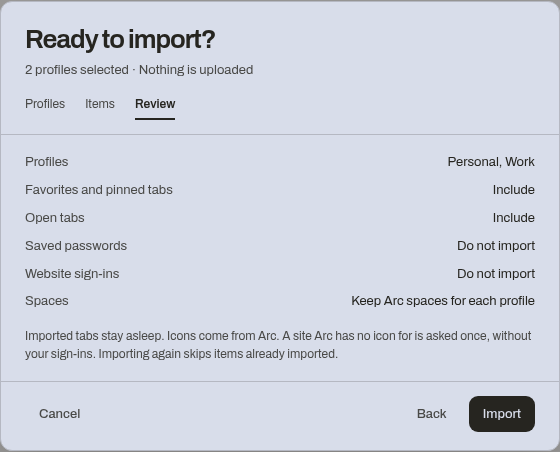 Ready to import?
2 profiles selected · Nothing is uploaded
Profiles Items Review
Profiles Personal, Work
Favorites and pinned tabs Include
Open tabs Include
Saved passwords Do not import
Website sign-ins Do not import
Spaces Keep Arc spaces for each profile
Imported tabs stay asleep. Icons come from Arc. A site Arc has no icon for is asked once, without
your sign-ins. Importing again skips items already imported.
Cancel Back Import